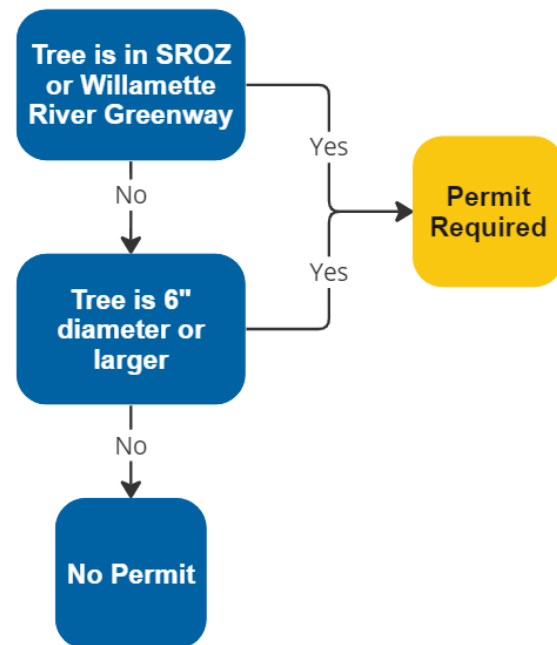 Tree is in SROZ
or Willamette
River Greenway
Yes
No
Permit
Required
Yes
Tree is 6"
diameter or
larger
No
No Permit